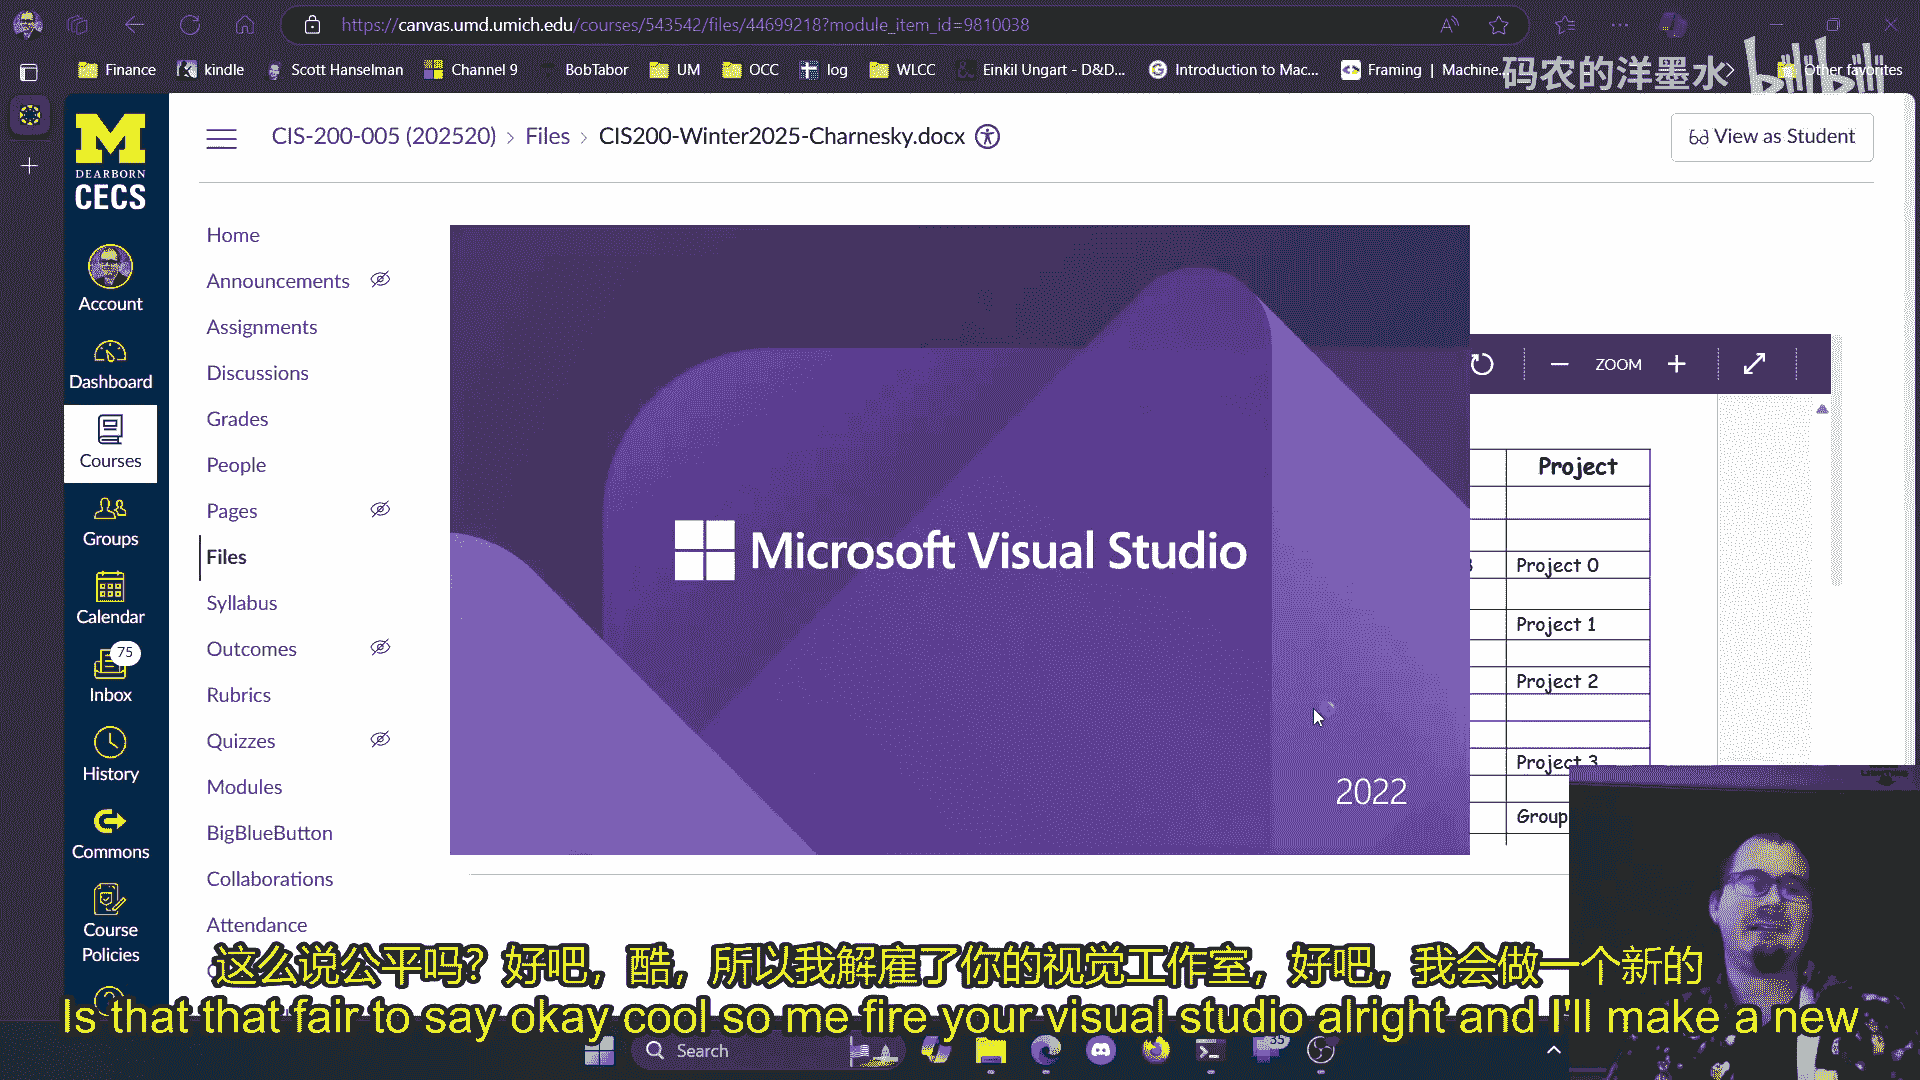 https://canvas.umd.umich.edu/courses/543542/files/44699218?module_item_id=9810038
Finance
kindle
Scott Hanselman
Channel 9
BobTabor
UM
OCC
log
WLCC
Einkil Ungart - D&D...
Introduction to Mac...
Framing | Machine...
Other favorites
码农的洋墨水
bilibili
M
DEARBORN
CECS
CIS-200-005 (202520) › Files › CIS200-Winter2025-Charnesky.docx
View as Student
Account
Dashboard
Courses
Groups
Calendar
75
Inbox
History
Commons
Course
Policies
Home
Announcements
Assignments
Discussions
Grades
People
Pages
Files
Syllabus
Outcomes
Rubrics
Quizzes
Modules
BigBlueButton
Collaborations
Attendance
Microsoft Visual Studio
2022
ZOOM
Project
Project 0
Project 1
Project 2
Project 3
Group
这么说公平吗？好吧，酷，所以我解雇了你的视觉工作室，好吧，我会做一个新的
Is that that fair to say okay cool so me fire your visual studio alright and I'll make a new
Search
35